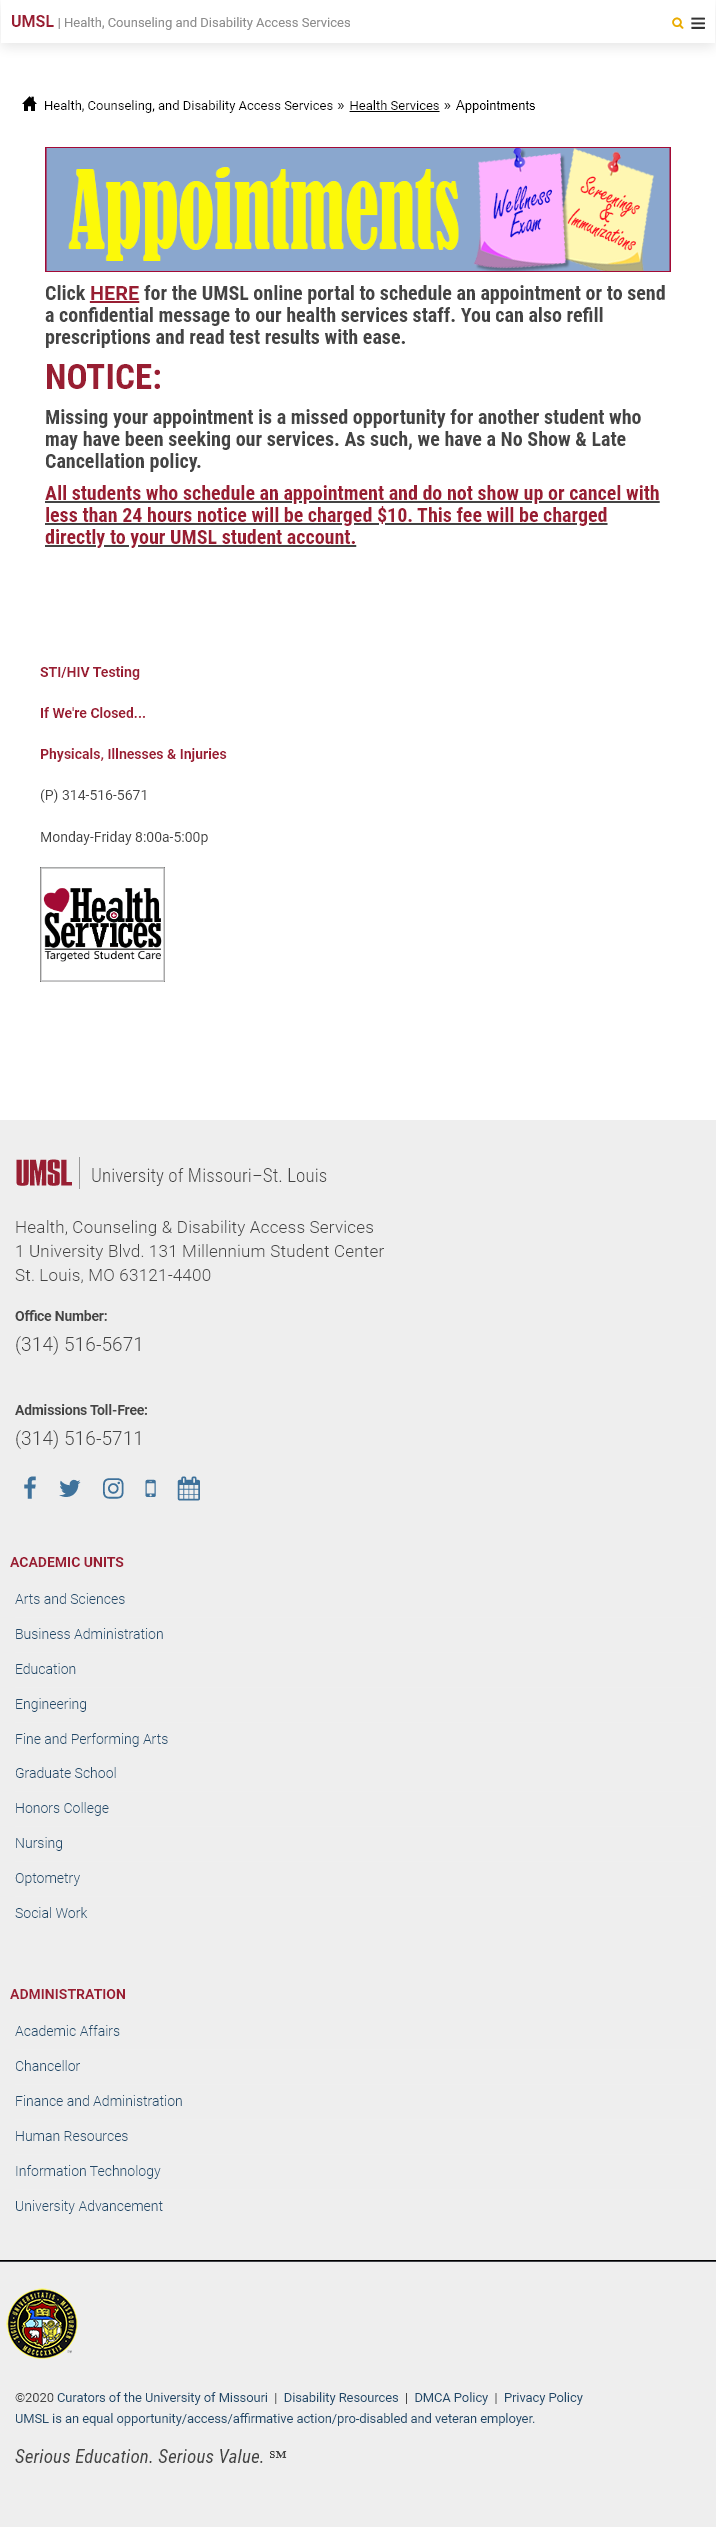 UMSL | Health, Counseling and Disability Access Services
Health, Counseling, and Disability Access Services » Health Services » Appointments
Appointments
Wellness
Exam
Screenings
&
Immunizations
Click HERE for the UMSL online portal to schedule an appointment or to send
a confidential message to our health services staff. You can also refill
prescriptions and read test results with ease.
NOTICE:
Missing your appointment is a missed opportunity for another student who
may have been seeking our services. As such, we have a No Show & Late
Cancellation policy.
All students who schedule an appointment and do not show up or cancel with
less than 24 hours notice will be charged $10. This fee will be charged
directly to your UMSL student account.
STI/HIV Testing
If We're Closed...
Physicals, Illnesses & Injuries
(P) 314-516-5671
Monday-Friday 8:00a-5:00p
Health
Services
Targeted Student Care
UMSL | University of Missouri–St. Louis
Health, Counseling & Disability Access Services
1 University Blvd. 131 Millennium Student Center
St. Louis, MO 63121-4400
Office Number:
(314) 516-5671
Admissions Toll-Free:
(314) 516-5711
ACADEMIC UNITS
Arts and Sciences
Business Administration
Education
Engineering
Fine and Performing Arts
Graduate School
Honors College
Nursing
Optometry
Social Work
ADMINISTRATION
Academic Affairs
Chancellor
Finance and Administration
Human Resources
Information Technology
University Advancement
©2020 Curators of the University of Missouri | Disability Resources | DMCA Policy | Privacy Policy
UMSL is an equal opportunity/access/affirmative action/pro-disabled and veteran employer.
Serious Education. Serious Value. ℠